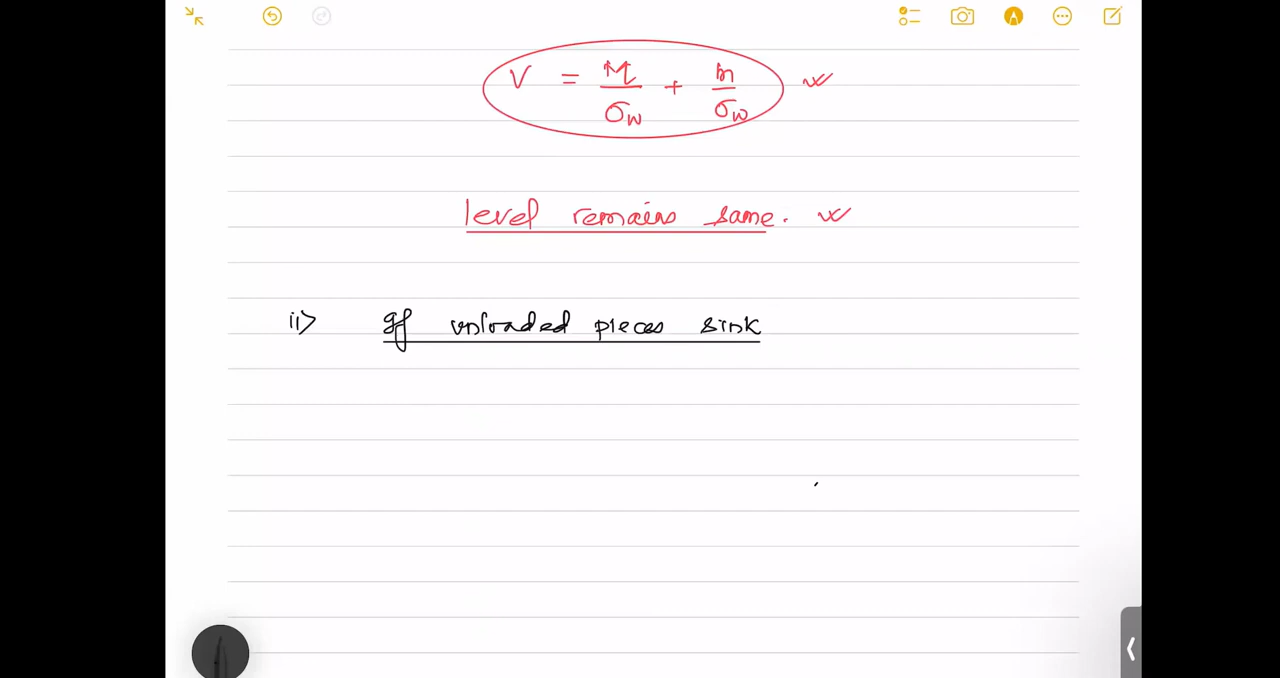 V = M/σw + m/σw
level remains same.
ii> If unloaded pieces sink